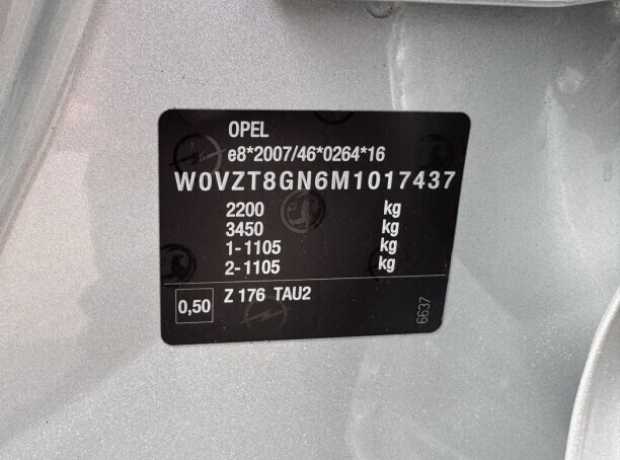 OPEL
e8*2007/46*0264*16
W0VZT8GN6M1017437
2200 kg
3450 kg
1-1105 kg
2-1105 kg
0,50 Z 176 TAU2
6637